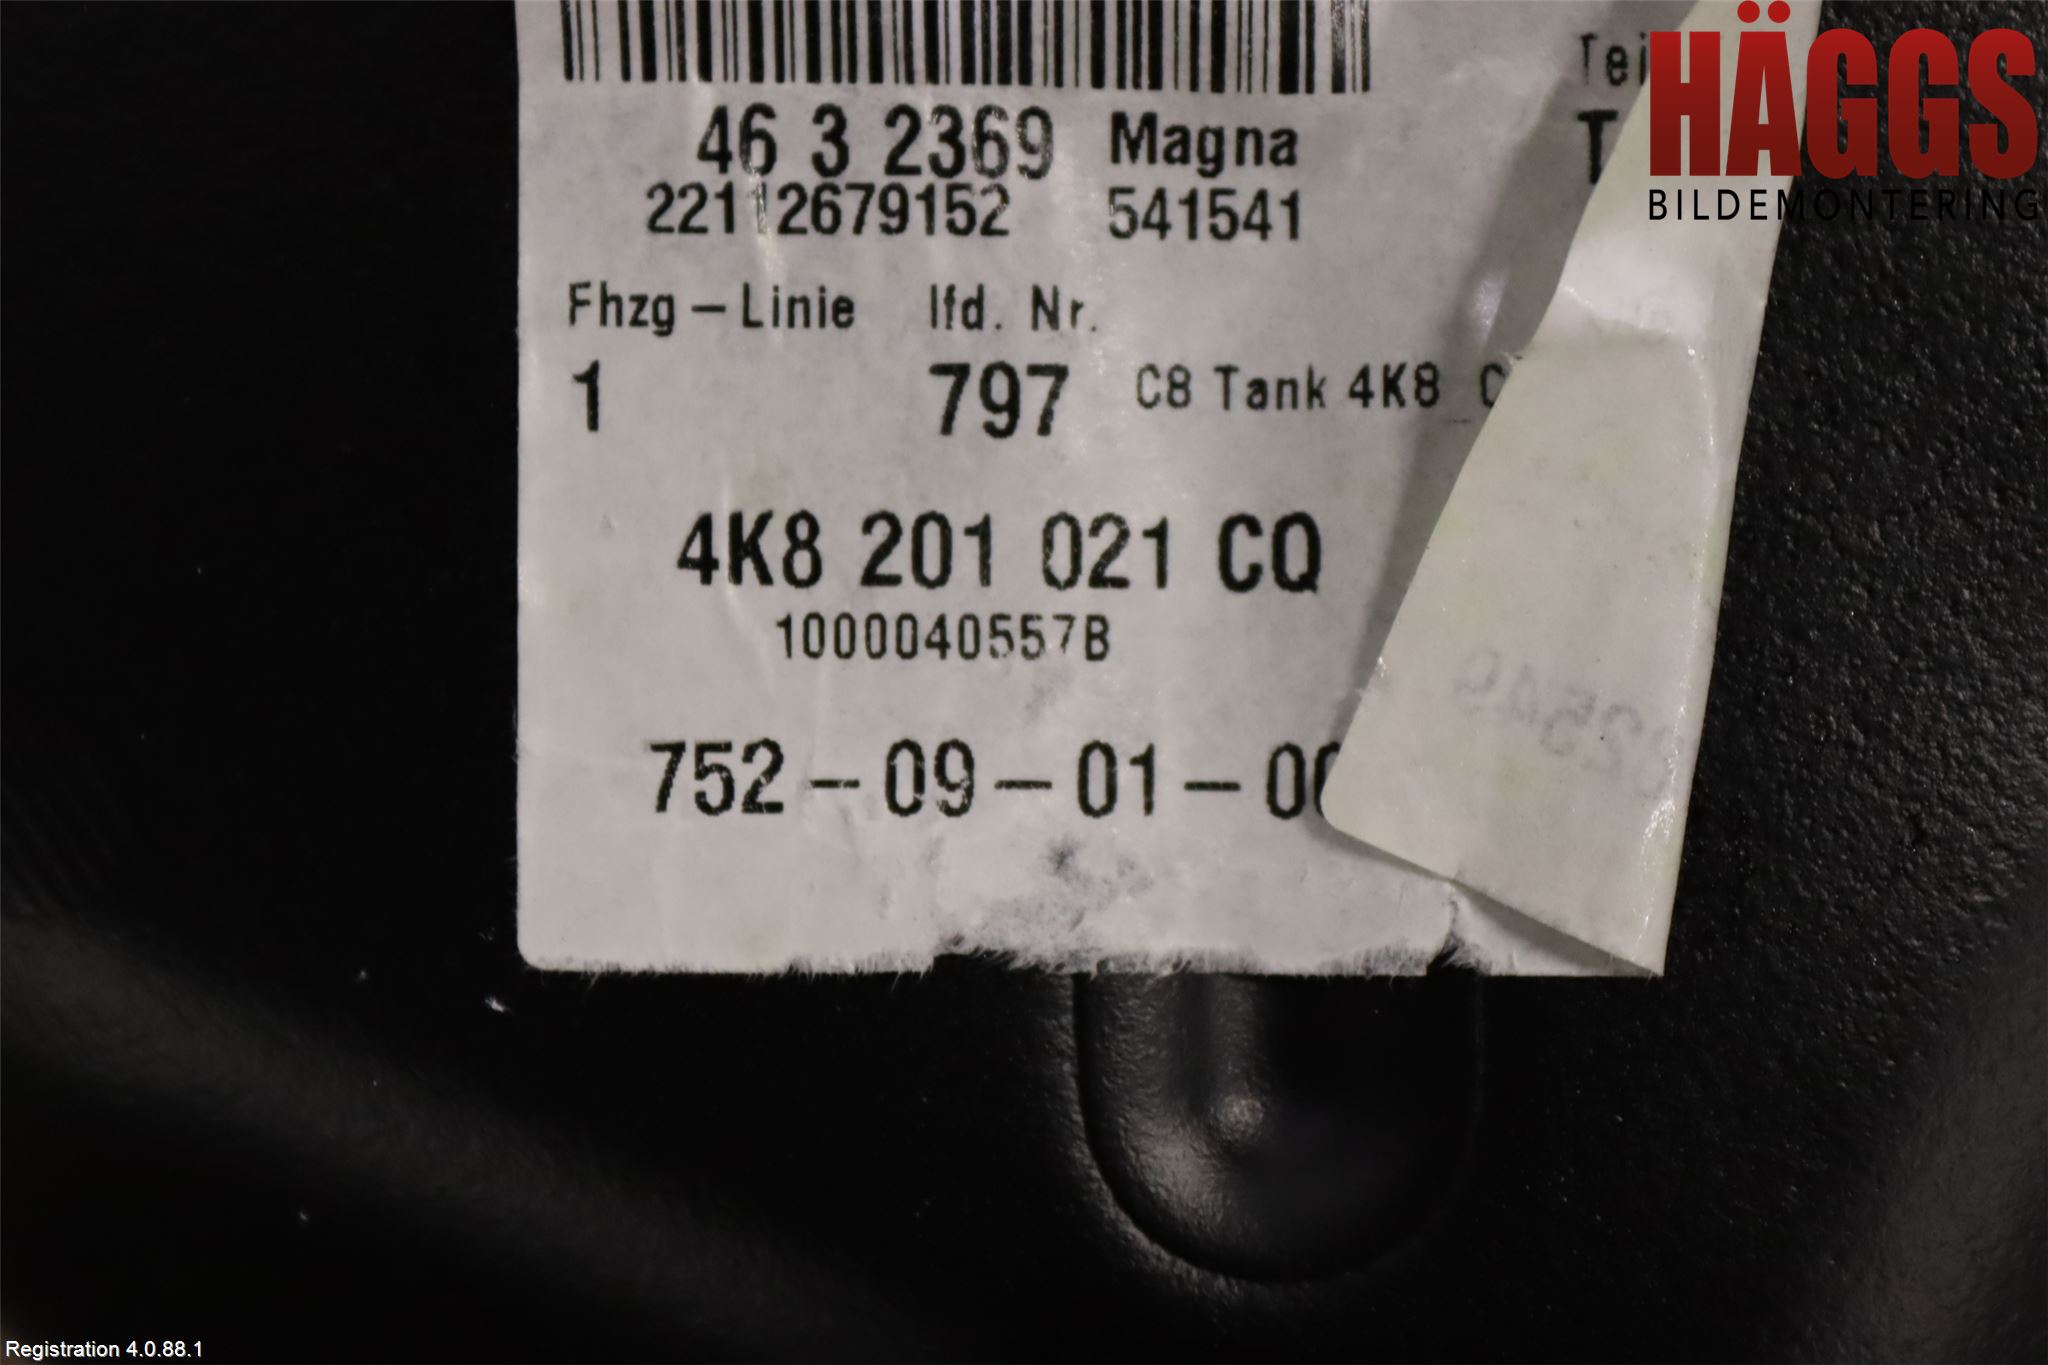 HÄGGS
BILDEMONTERING
46 3 2369 Magna
22112679152 541541
Fhzg - Linie lfd. Nr.
1 797 C8 Tank 4K8
4K8 201 021 CQ
1000040557B
752 - 09 - 01 -
Registration 4.0.88.1